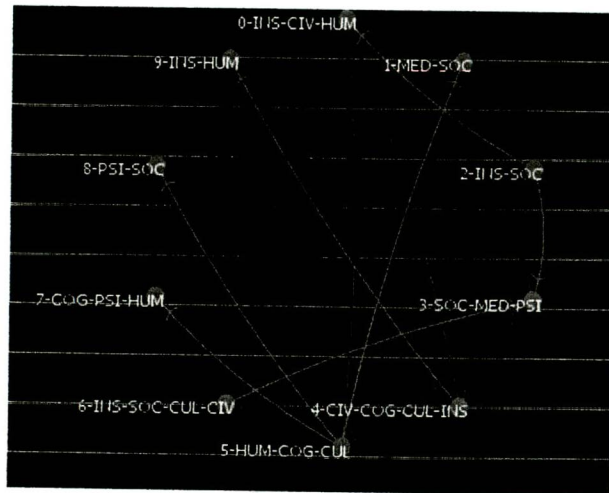 0-INS-CIV-HUM
9-INS-HUM
1-MED-SOC
8-PSI-SOC
2-INS-SOC
7-COG-PSI-HUM
3-SOC-MED-PSI
6-INS-SOC-CUL-CIV
4-CIV-COG-CUL-INS
5-HUM-COG-CUL